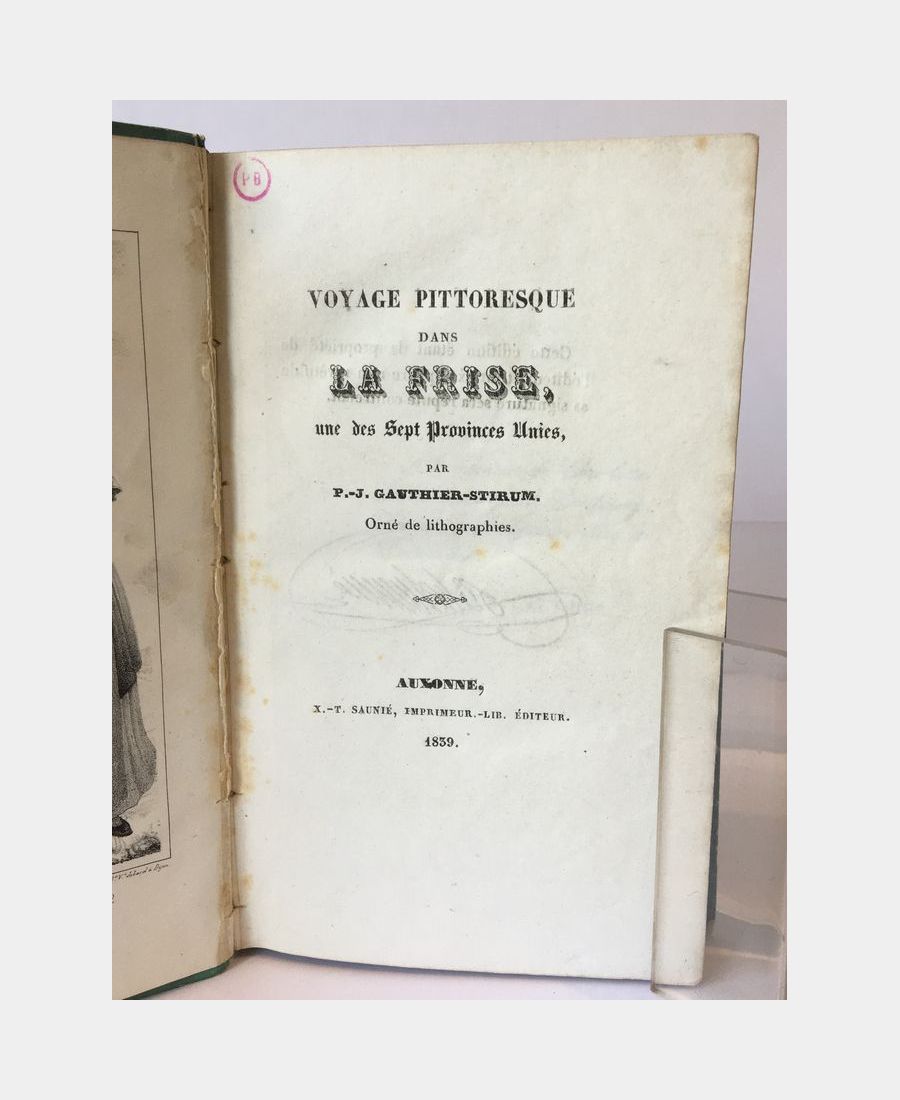 PB
VOYAGE PITTORESQUE
DANS
LA FRISE,
une des Sept Provinces Unies,
PAR
P.-J. GAUTHIER-STIRUM.
Orné de lithographies.
AUXONNE,
X.-T. SAUNIÉ, IMPRIMEUR.-LIB. ÉDITEUR.
1839.